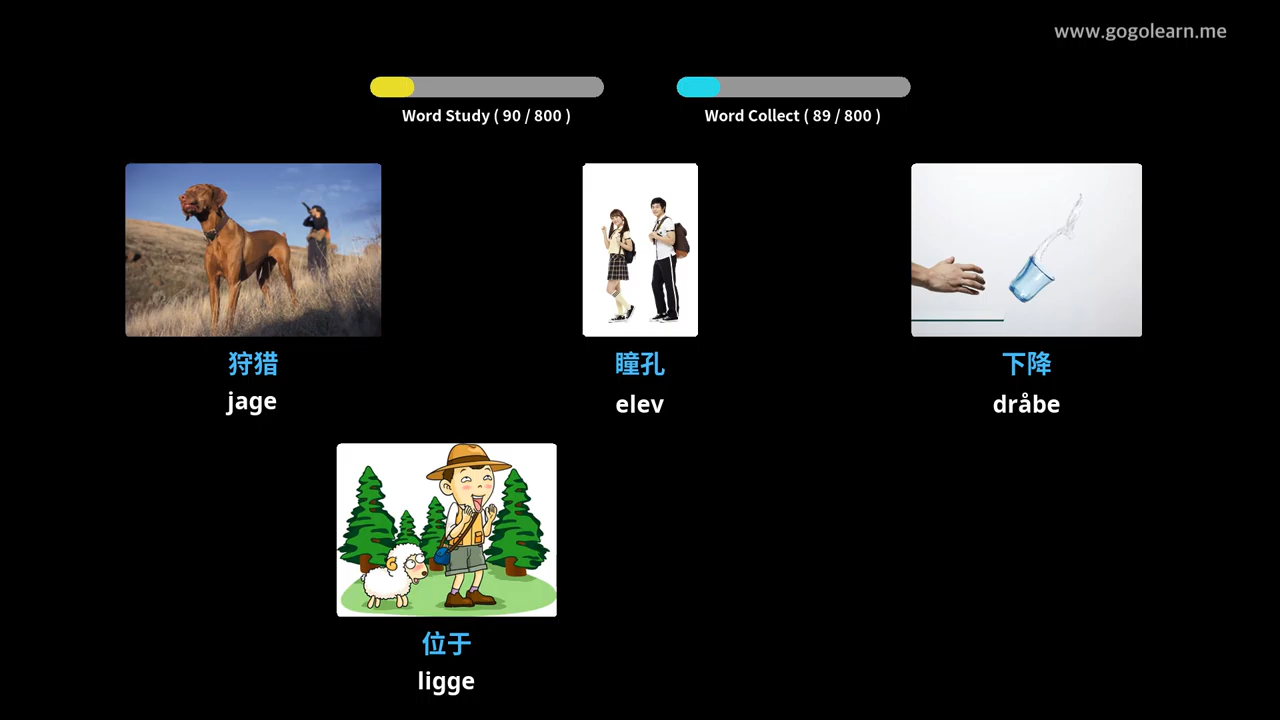 www.gogolearn.me
Word Study ( 90 / 800 )
Word Collect ( 89 / 800 )
狩猎
jage
瞳孔
elev
下降
dråbe
位于
ligge